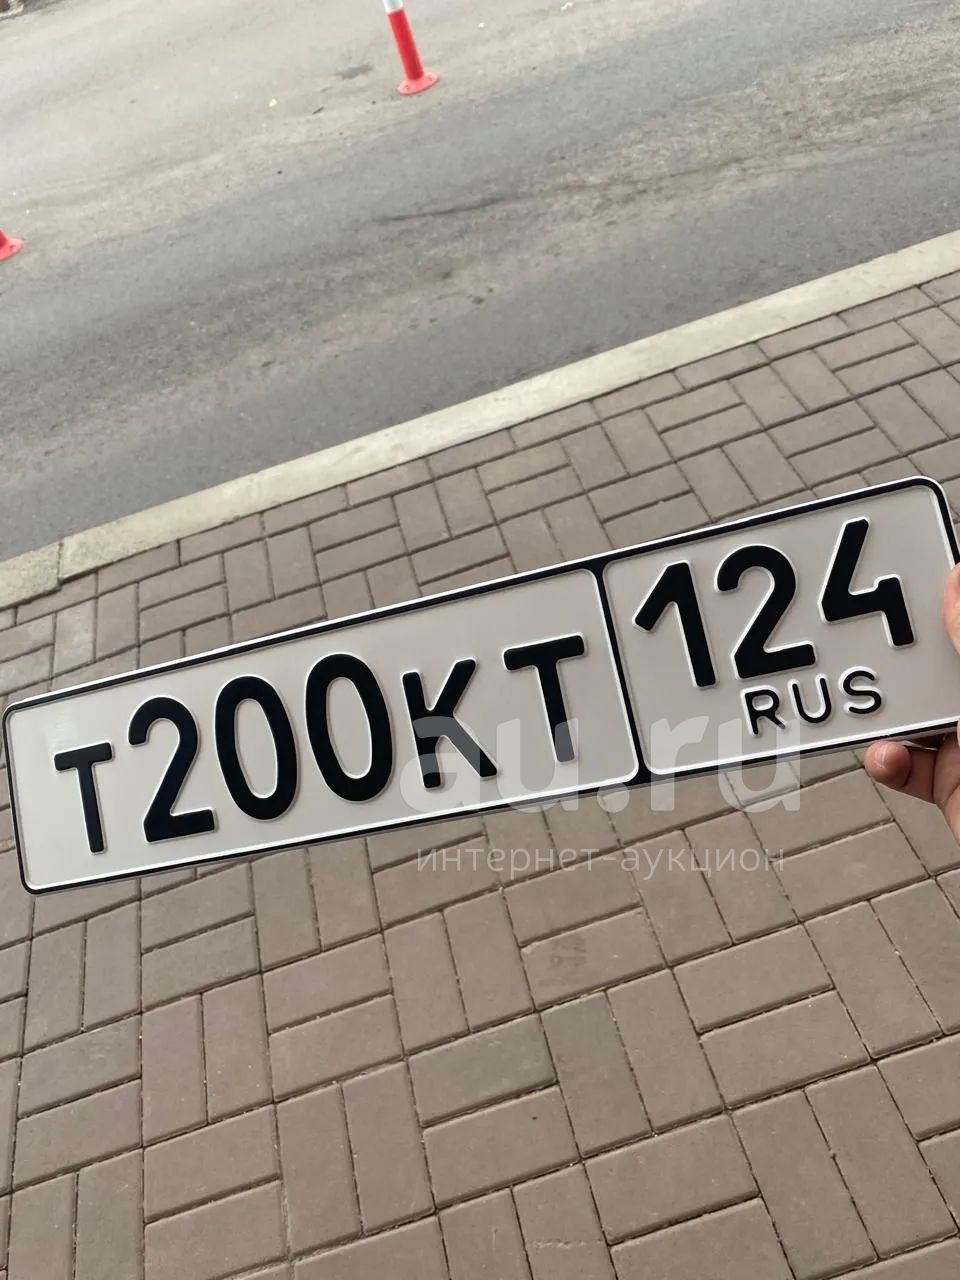 Т200КТ 124
RUS
au.ru
интернет-аукцион